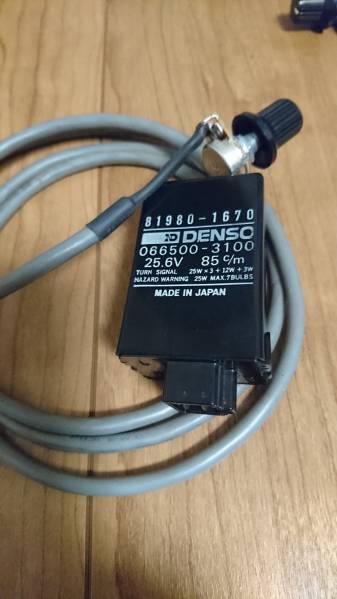 81980-1670
DENSO
066500-3100
25.6V 85 c/m
TURN SIGNAL 25W×3+12W+3W
HAZARD WARNING 25W MAX.7BULBS
MADE IN JAPAN